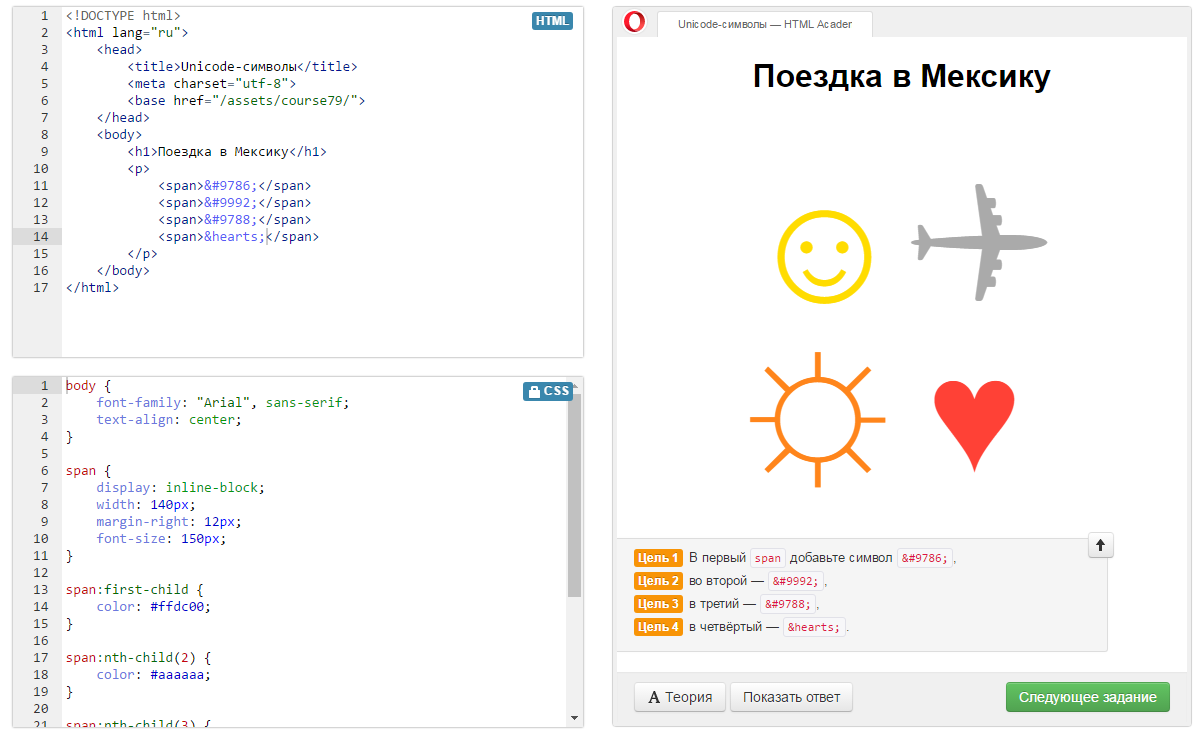 HTML
1 <!DOCTYPE html>
2 <html lang="ru">
3     <head>
4         <title>Unicode-символы</title>
5         <meta charset="utf-8">
6         <base href="/assets/course79/">
7     </head>
8     <body>
9         <h1>Поездка в Мексику</h1>
10         <p>
11             <span>&#9786;</span>
12             <span>&#9992;</span>
13             <span>&#9788;</span>
14             <span>&hearts;</span>
15         </p>
16     </body>
17 </html>
CSS
1 body {
2     font-family: "Arial", sans-serif;
3     text-align: center;
4 }
5
6 span {
7     display: inline-block;
8     width: 140px;
9     margin-right: 12px;
10     font-size: 150px;
11 }
12
13 span:first-child {
14     color: #ffdc00;
15 }
16
17 span:nth-child(2) {
18     color: #aaaaaa;
19 }
20
21 span:nth-child(3) {
Unicode-символы — HTML Acader
Поездка в Мексику
☺ ✈
☼ ♥
Цель 1 В первый span добавьте символ &#9786;,
Цель 2 во второй — &#9992;,
Цель 3 в третий — &#9788;,
Цель 4 в четвёртый — &hearts;.
A Теория Показать ответ Следующее задание